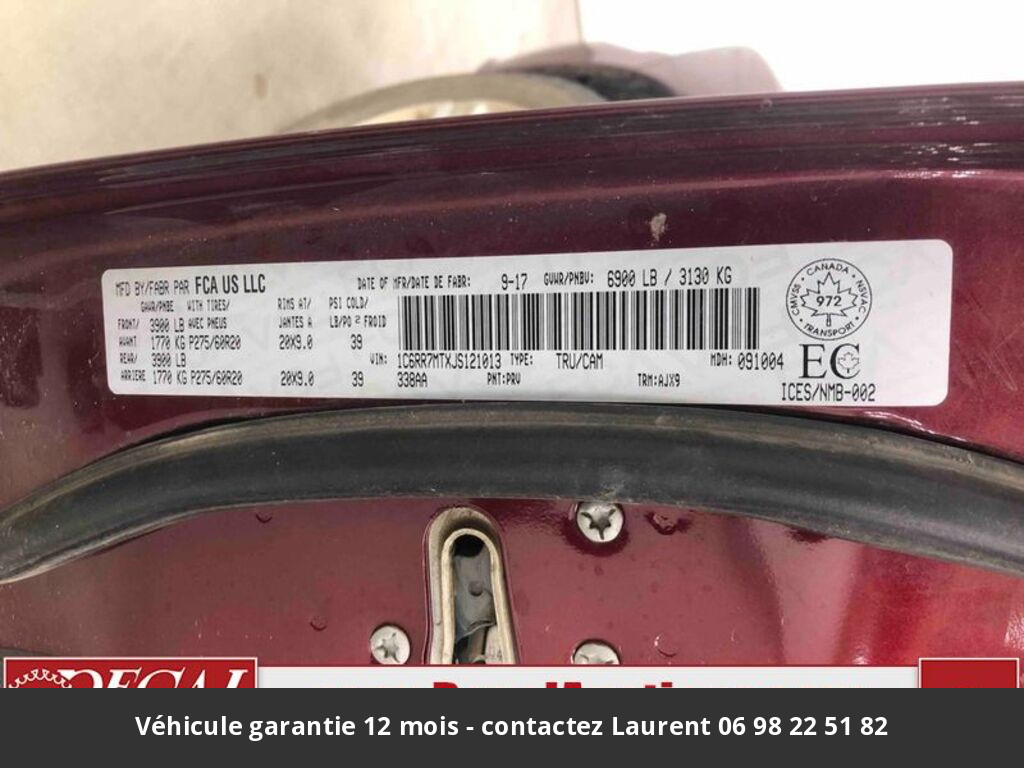 MFD BY/FABR PAR FCA US LLC
DATE OF MFR/DATE DE FABR: 9-17 GVWR/PNBV: 6900 LB / 3130 KG
GAWR/PNBE WITH TIRES/ RIMS AT/ PSI COLD/
FRONT/ 3900 LB AVEC PNEUS JANTES A LB/PO² FROID
AVANT 1770 KG P275/60R20 20X9.0 39
REAR/ 3900 LB
ARRIERE 1770 KG P275/60R20 20X9.0 39
VIN: 1C6RR7MTXJS121013 TYPE: TRU/CAM MDH: 091004
338AA PNT:PRV TRM:AJX9
CANADA
CMVSS 972 NSVAC
TRANSPORT
EC
ICES/NMB-002
Véhicule garantie 12 mois - contactez Laurent 06 98 22 51 82